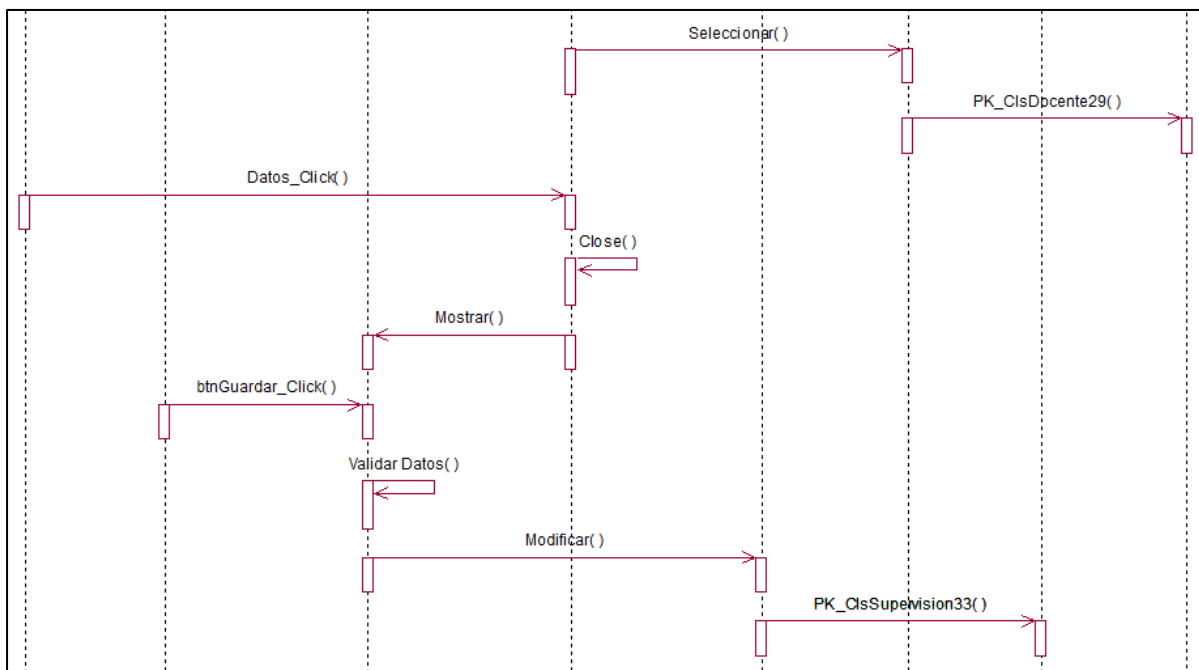 Seleccionar( )
PK_ClsDocente29( )
Datos_Click( )
Close( )
Mostrar( )
btnGuardar_Click( )
Validar Datos( )
Modificar( )
PK_ClsSupervision33( )